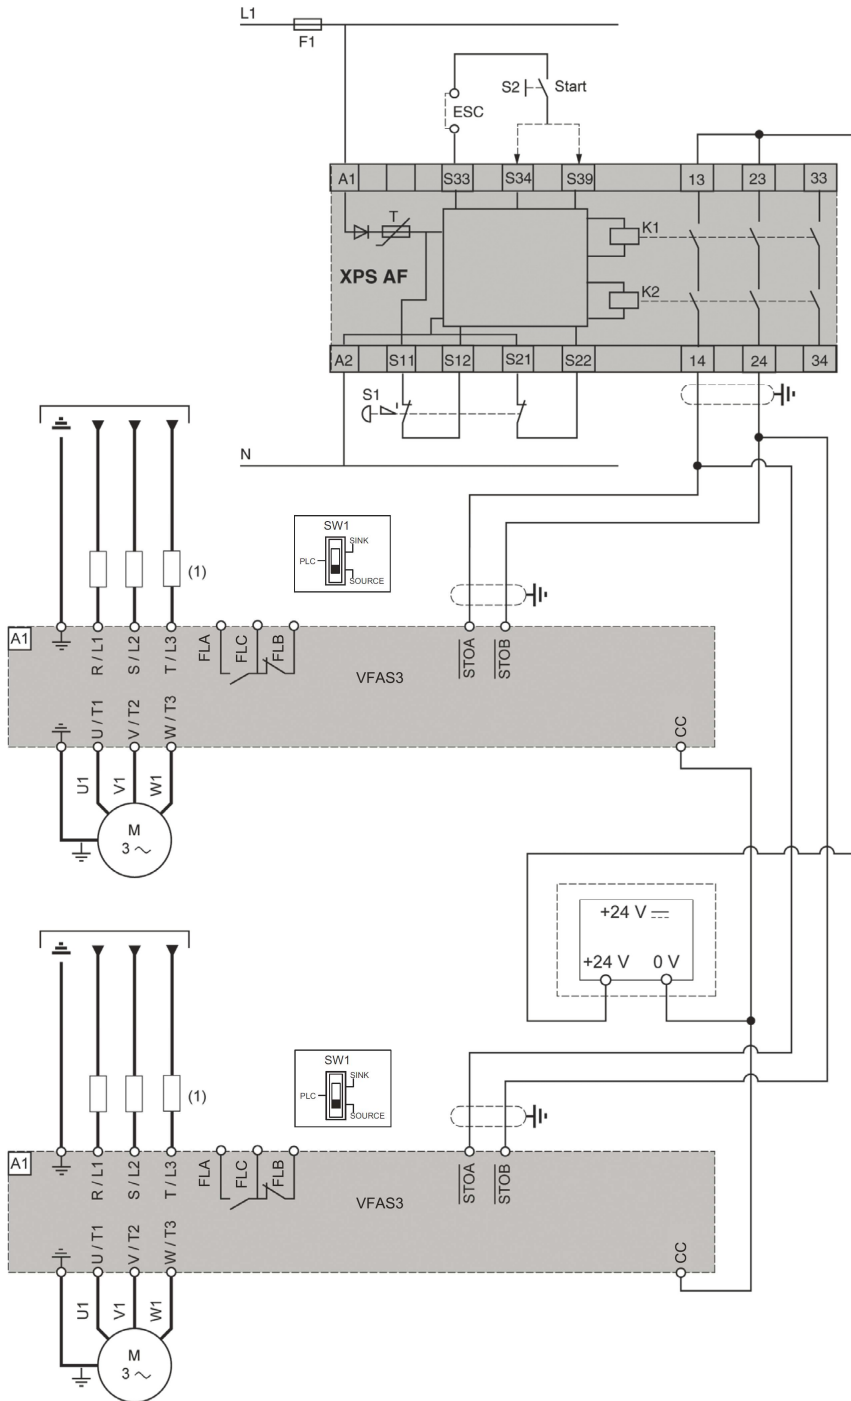 L1
F1
S2
Start
ESC
A1
S33
S34
S39
13
23
33
T
K1
XPS AF
K2
A2
S11
S12
S21
S22
14
24
34
S1
N
SW1
SINK
PLC
SOURCE
(1)
A1
R / L1
S / L2
T / L3
FLA
FLC
FLB
STOA
STOB
VFAS3
U / T1
V / T2
W / T3
CC
U1
V1
W1
M
3 ~
+24 V
+24 V
0 V
SW1
SINK
PLC
SOURCE
(1)
A1
R / L1
S / L2
T / L3
FLA
FLC
FLB
STOA
STOB
VFAS3
U / T1
V / T2
W / T3
CC
U1
V1
W1
M
3 ~